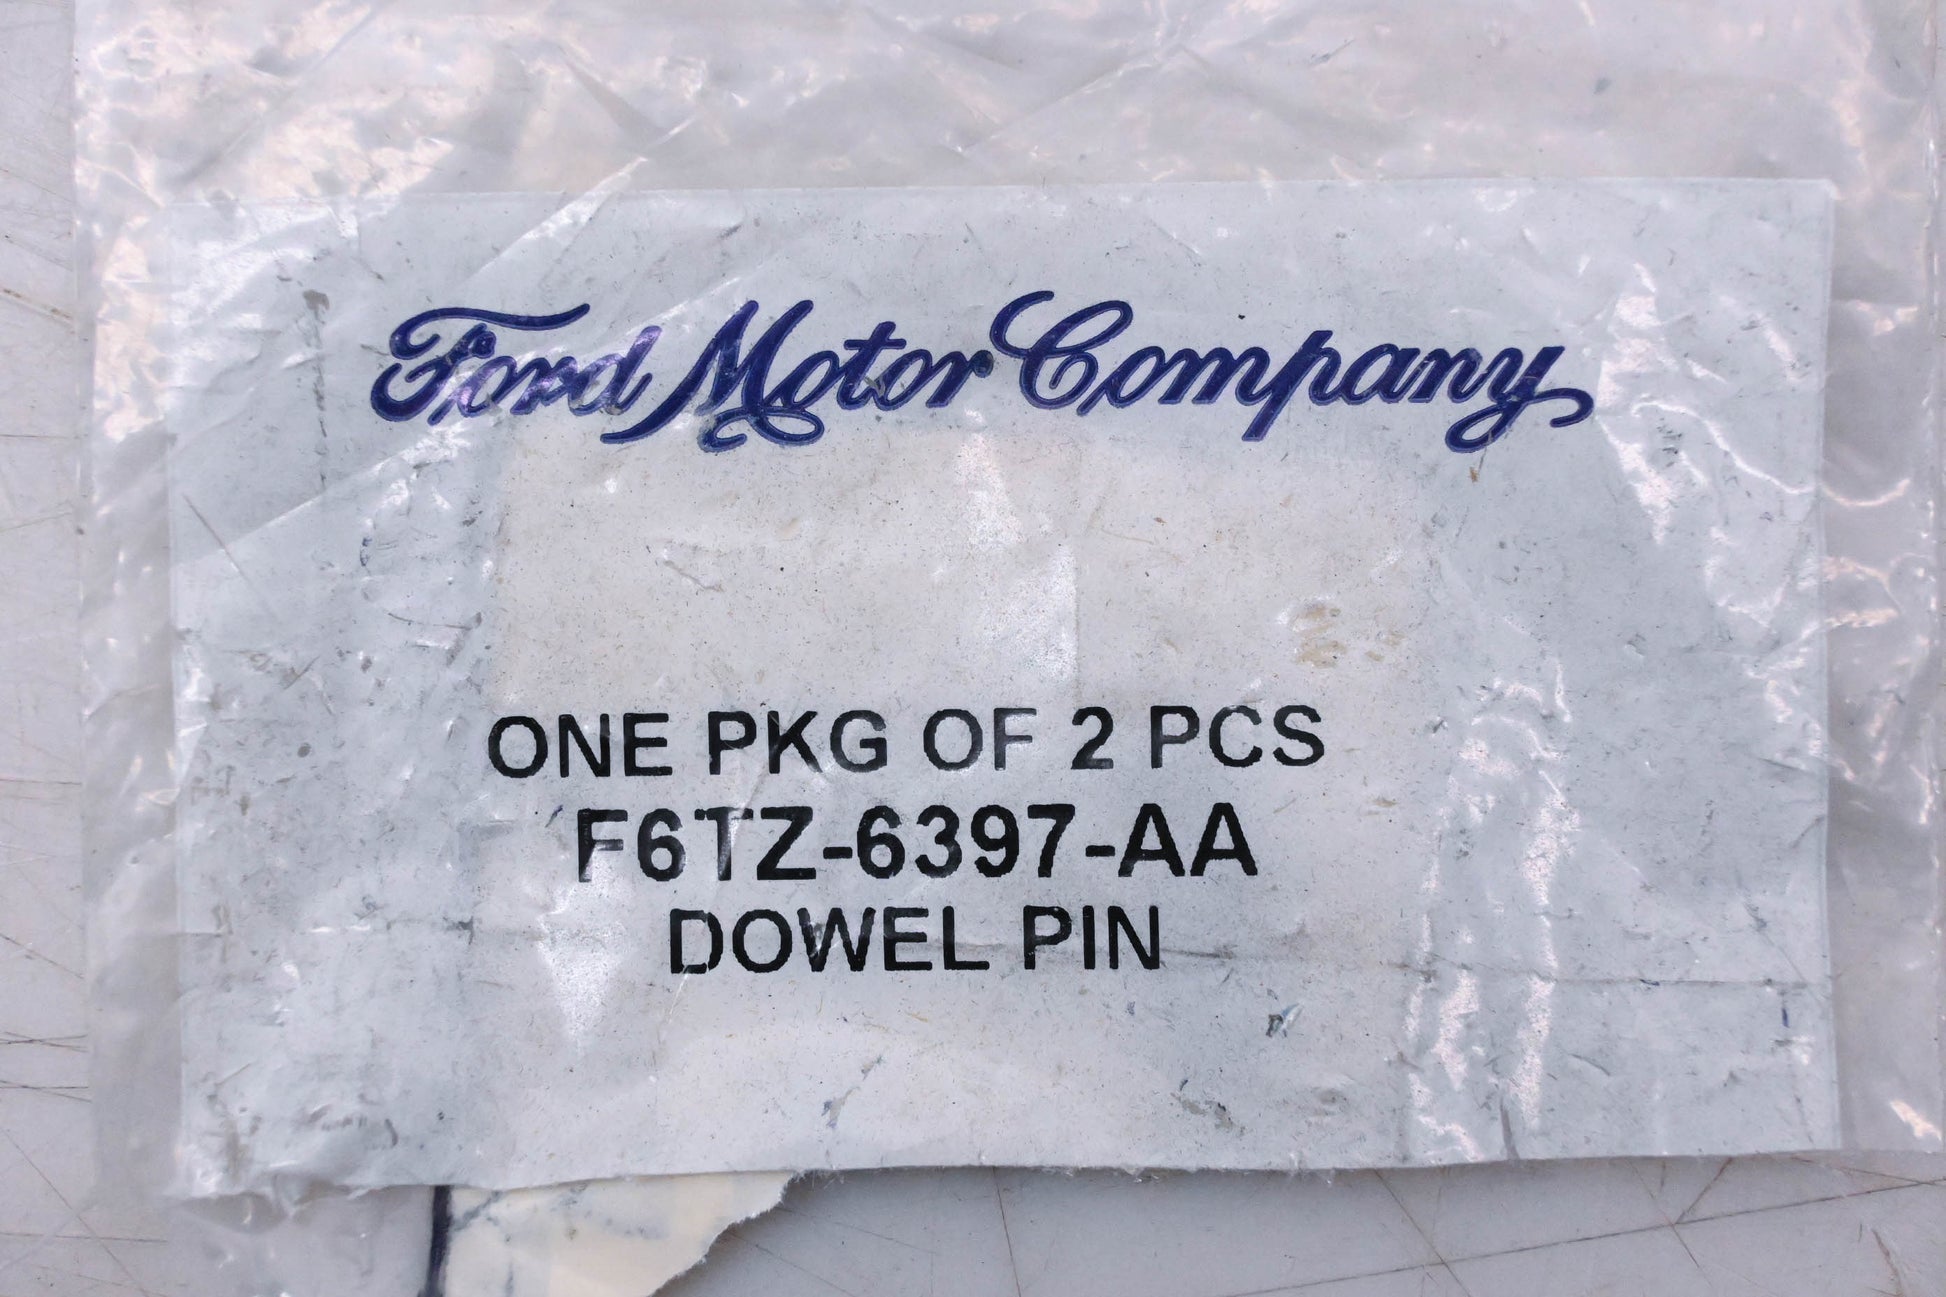 Ford Motor Company
ONE PKG OF 2 PCS
F6TZ-6397-AA
DOWEL PIN